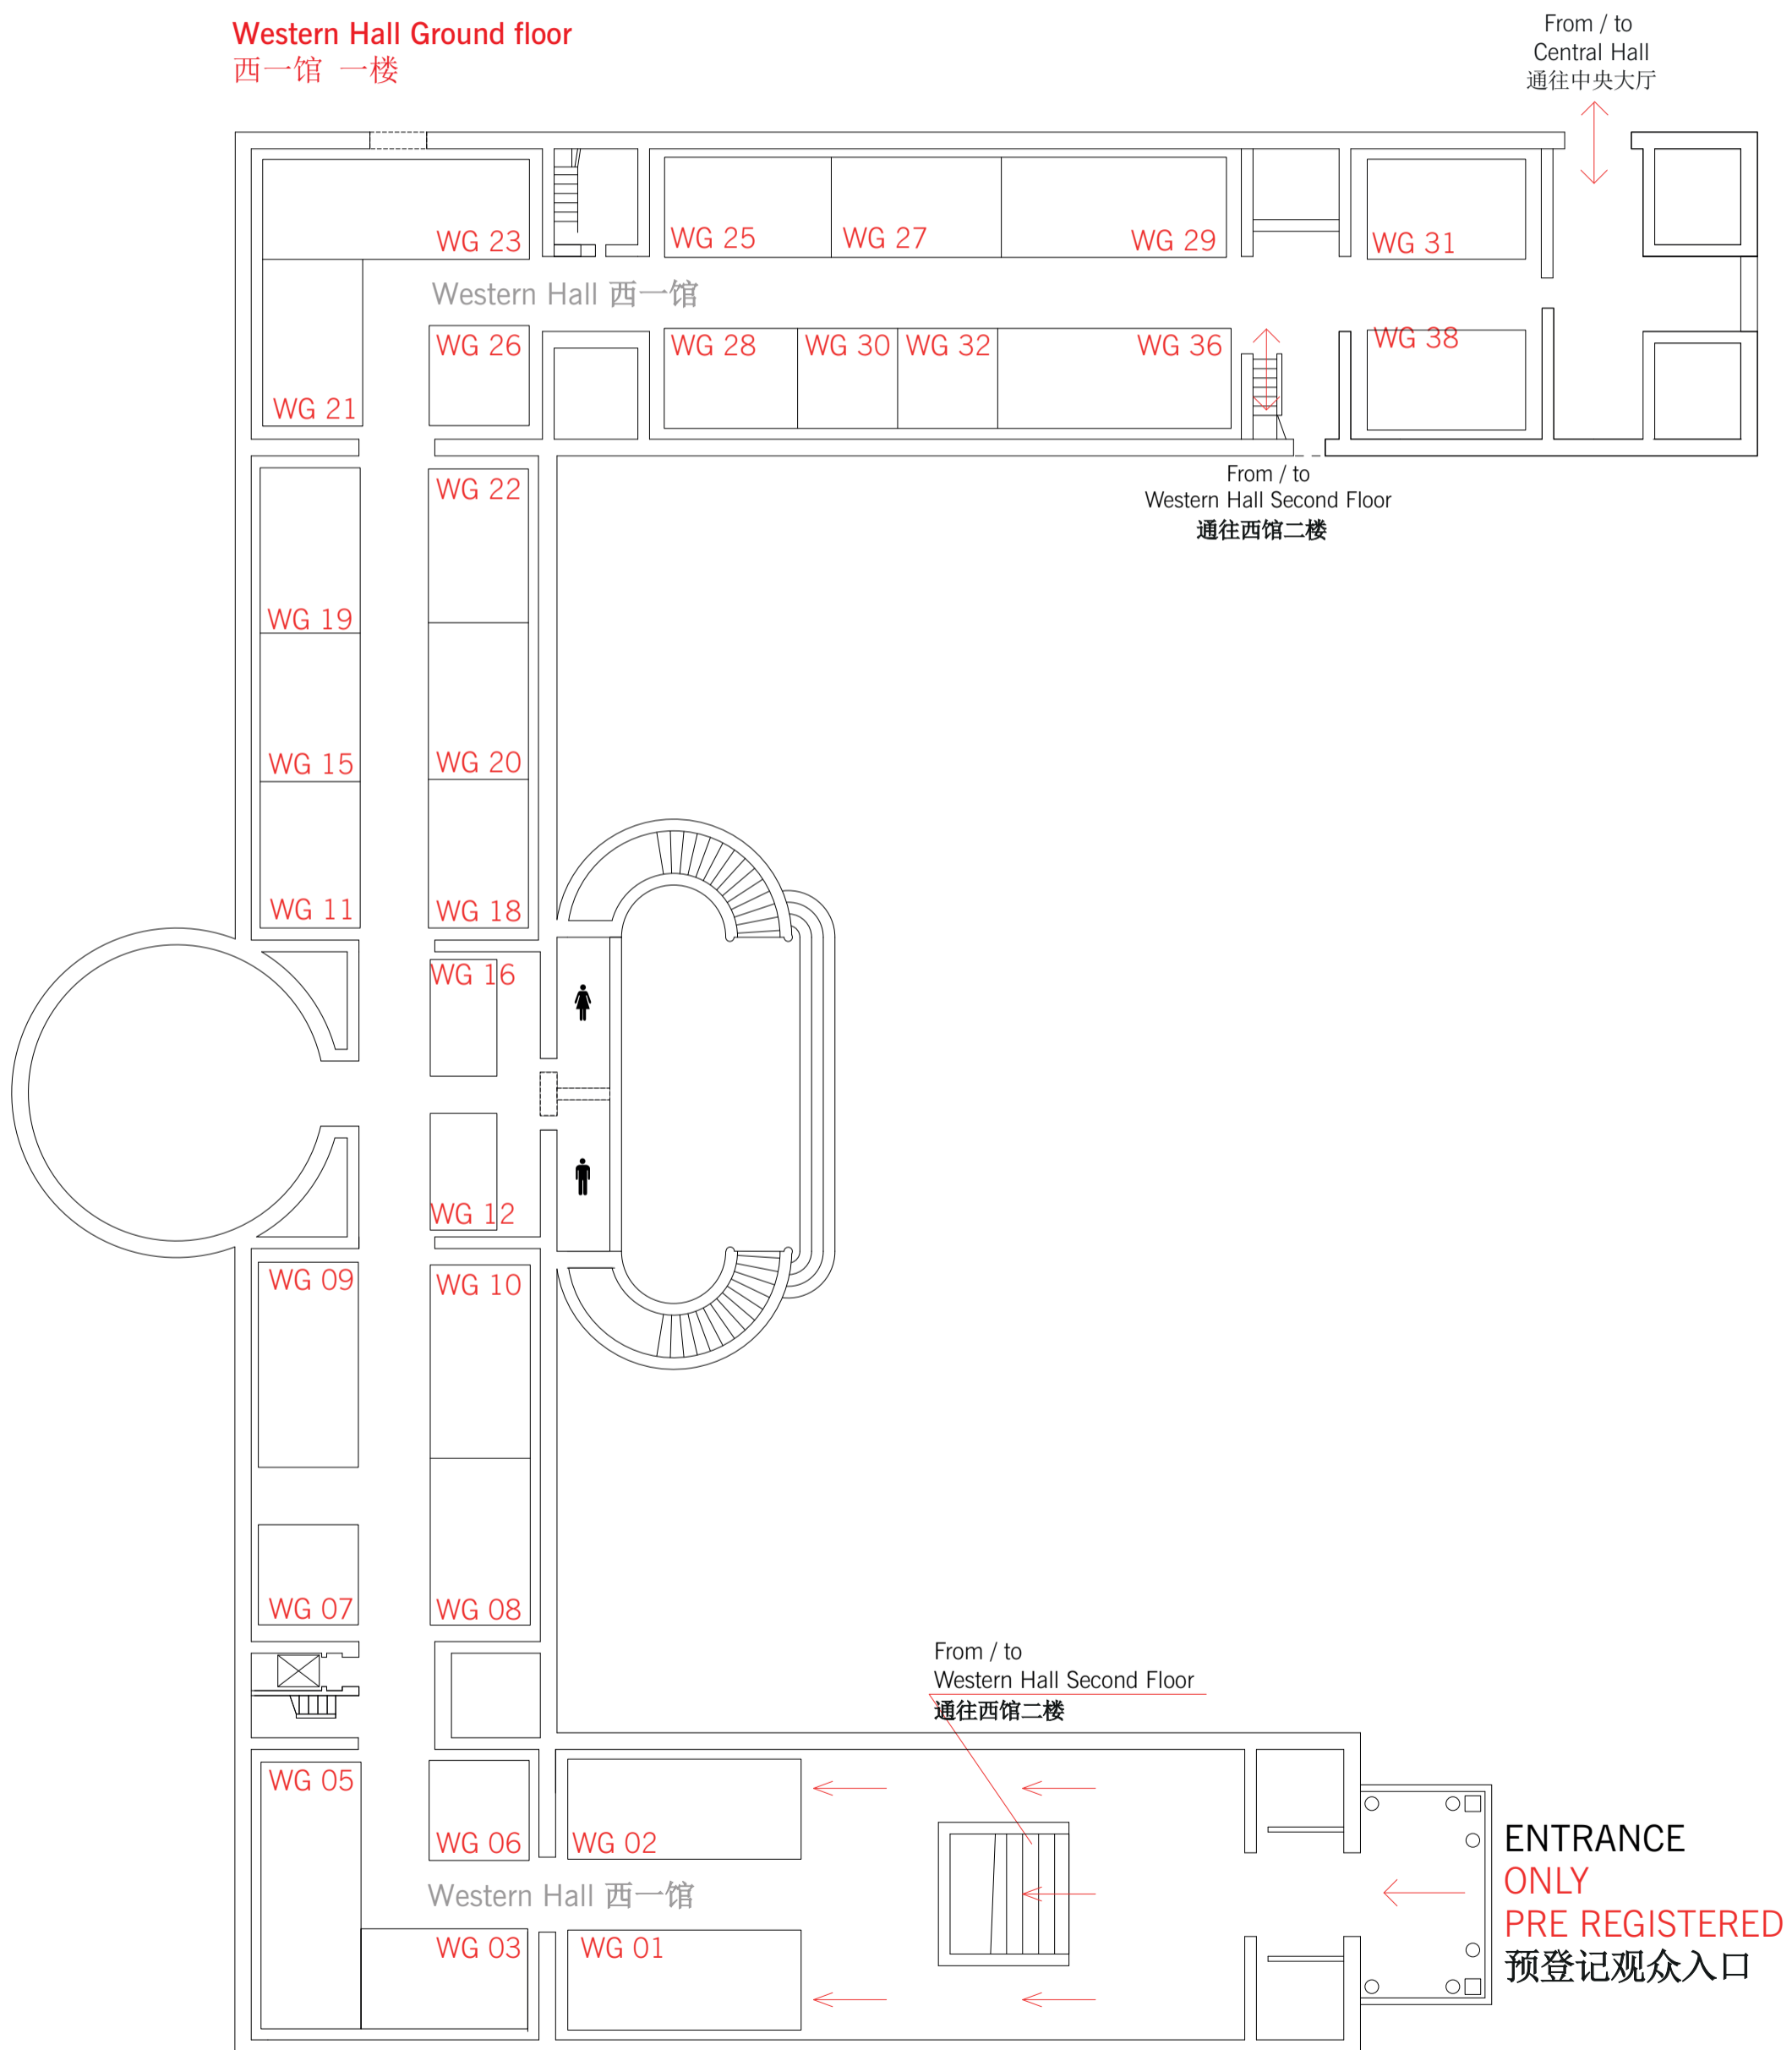 Western Hall Ground floor
西一馆 一楼
From / to
Central Hall
通往中央大厅
WG 23
WG 25
WG 27
WG 29
WG 31
Western Hall 西一馆
WG 26
WG 28
WG 30
WG 32
WG 36
WG 38
WG 21
From / to
Western Hall Second Floor
通往西馆二楼
WG 22
WG 19
WG 15
WG 20
WG 11
WG 18
WG 16
WG 12
WG 09
WG 10
WG 07
WG 08
From / to
Western Hall Second Floor
通往西馆二楼
WG 05
WG 06
WG 02
Western Hall 西一馆
WG 03
WG 01
ENTRANCE
ONLY
PRE REGISTERED
预登记观众入口